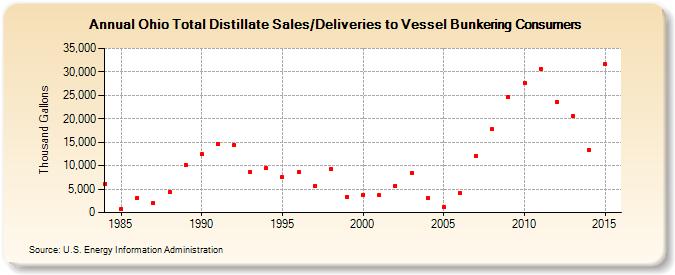 Annual Ohio Total Distillate Sales/Deliveries to Vessel Bunkering Consumers
Thousand Gallons
35,000
30,000
25,000
20,000
15,000
10,000
5,000
0
1985 1990 1995 2000 2005 2010 2015
Source: U.S. Energy Information Administration